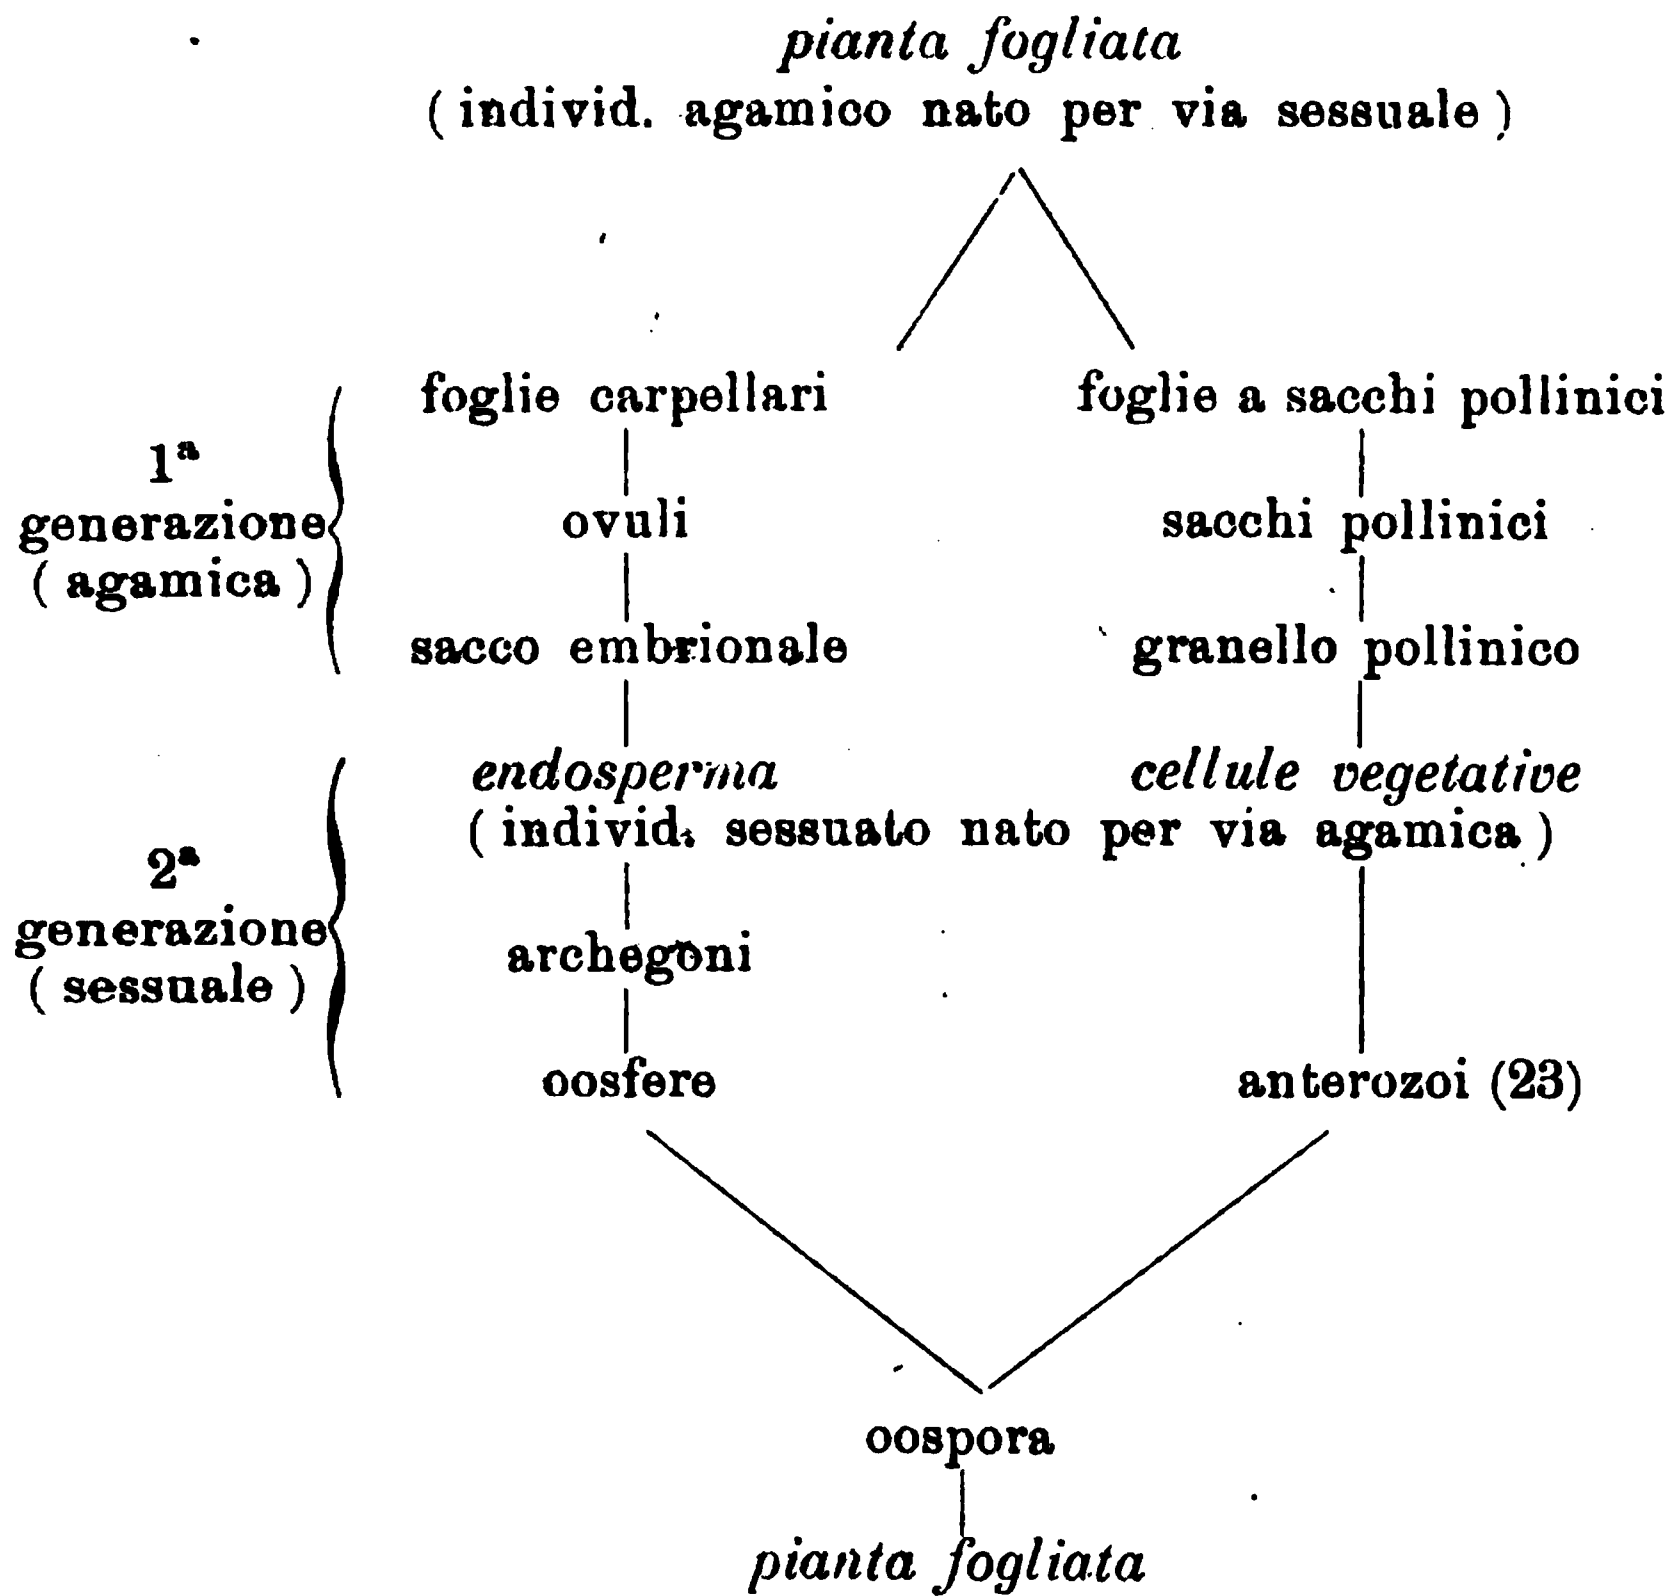 pianta fogliata
( individ. agamico nato per via sessuale )
foglie carpellari foglie a sacchi pollinici
1ª
generazione
( agamica )
ovuli sacchi pollinici
sacco embrionale granello pollinico
endosperma cellule vegetative
( individ. sessuato nato per via agamica )
2ª
generazione
( sessuale )
archegoni
oosfere anterozoi (23)
oospora
pianta fogliata